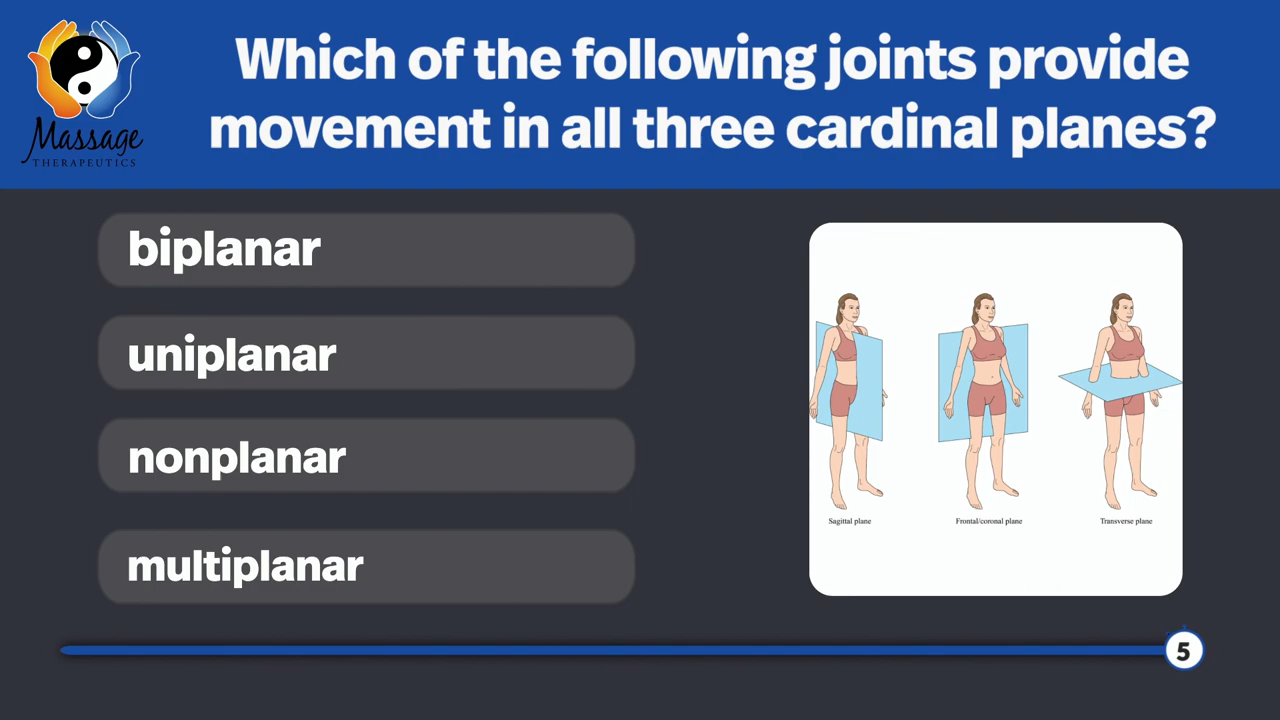 Massage
THERAPEUTICS
Which of the following joints provide
movement in all three cardinal planes?
biplanar
uniplanar
nonplanar
multiplanar
Sagittal plane
Frontal/coronal plane
Transverse plane
5